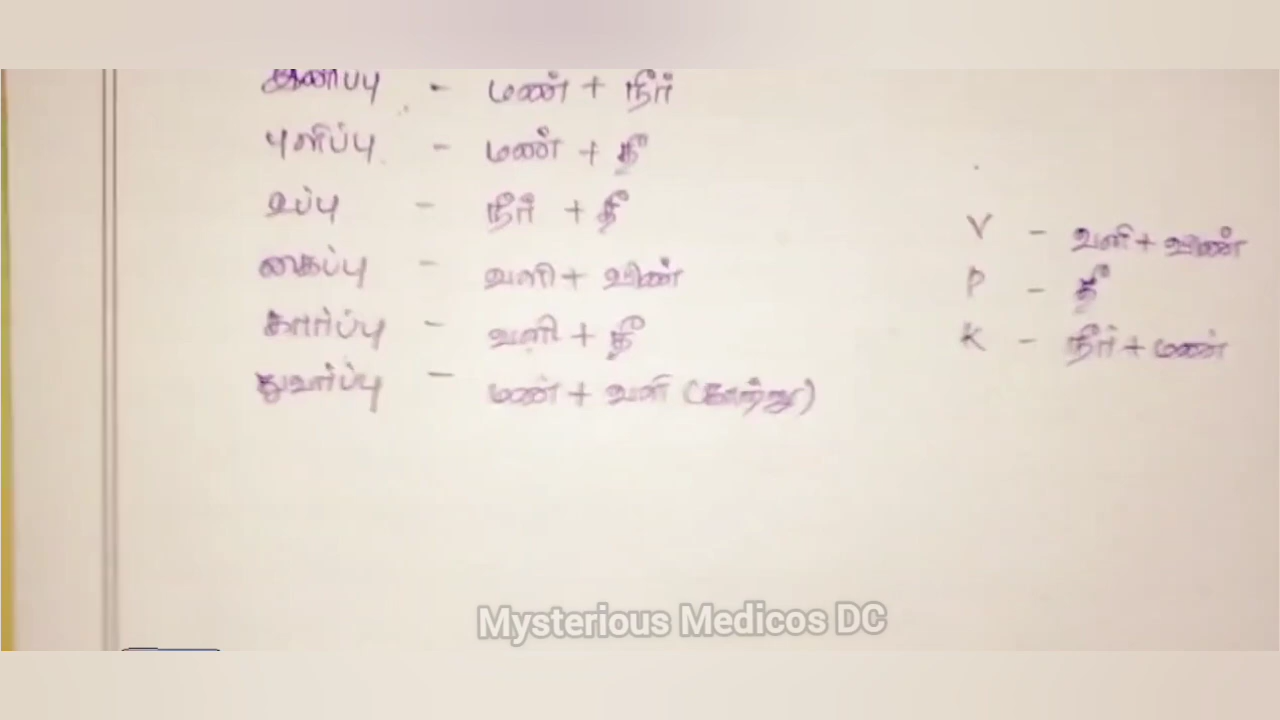 இனிப்பு - மண் + நீர்
புளிப்பு - மண் + தீ
உப்பு - நீர் + தீ
கைப்பு - வளி + விண்
கார்ப்பு - வளி + தீ
துவர்ப்பு - மண் + வளி (காற்று)
V - வளி + விண்
P - தீ
K - நீர் + மண்
Mysterious Medicos DC